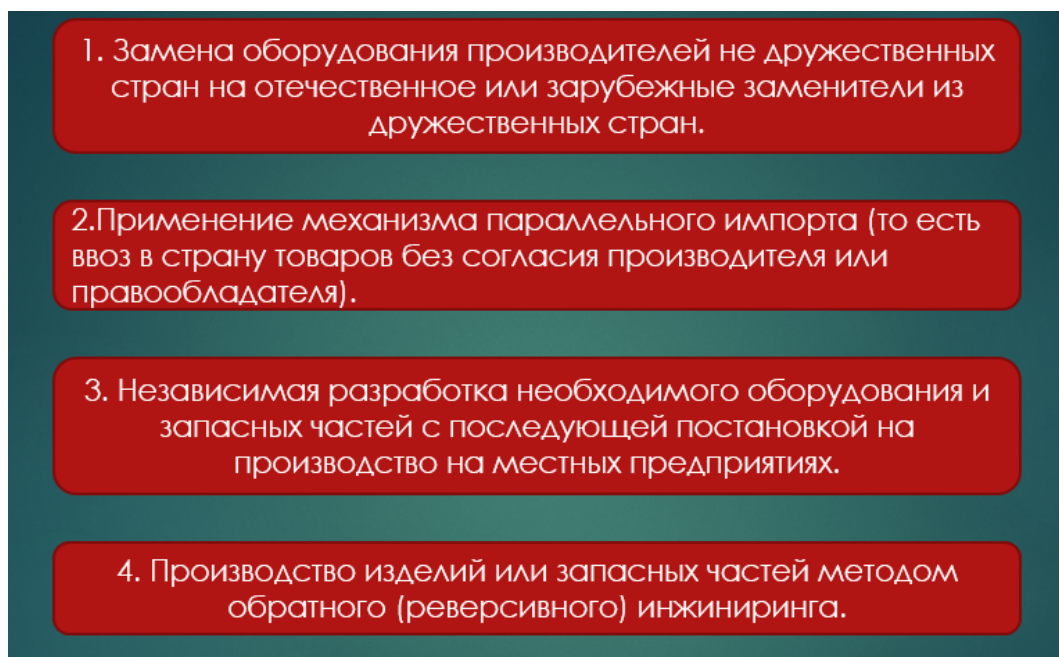 1. Замена оборудования производителей не дружественных
стран на отечественное или зарубежные заменители из
дружественных стран.
2.Применение механизма параллельного импорта (то есть
ввоз в страну товаров без согласия производителя или
правообладателя).
3. Независимая разработка необходимого оборудования и
запасных частей с последующей постановкой на
производство на местных предприятиях.
4. Производство изделий или запасных частей методом
обратного (реверсивного) инжиниринга.